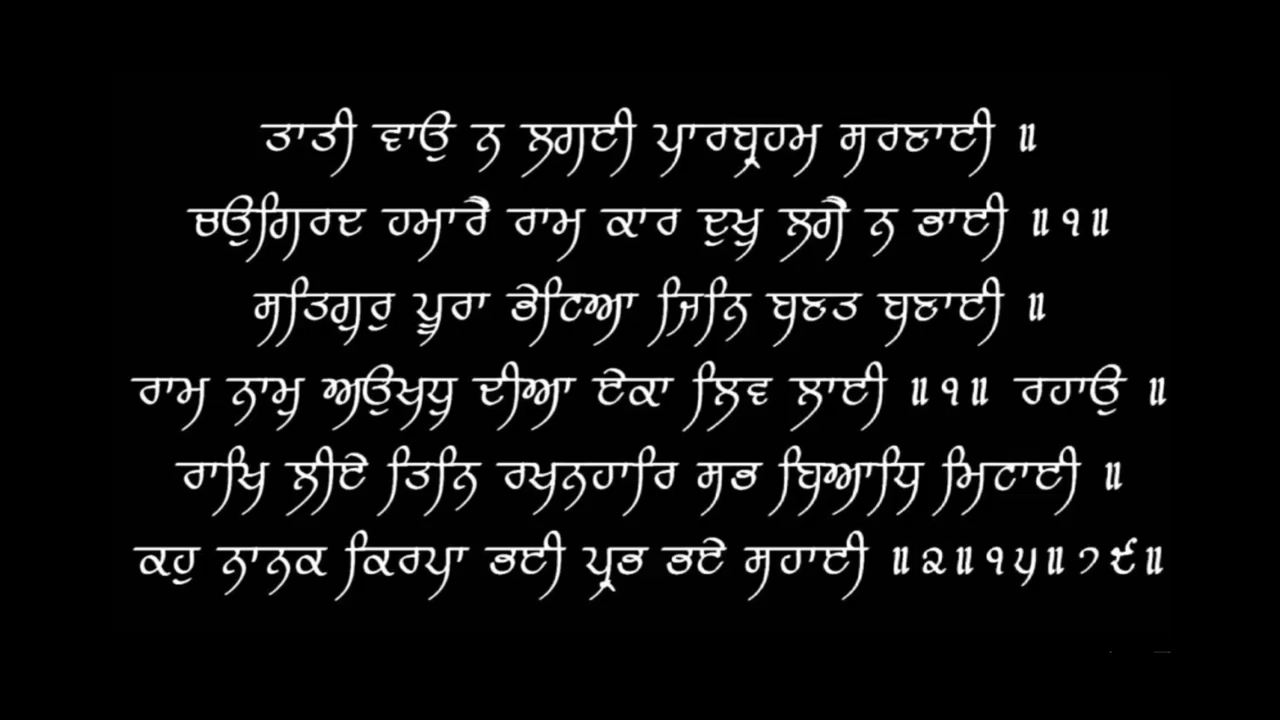 ਤਾਤੀ ਵਾਉ ਨ ਲਗਈ ਪਾਰਬ੍ਰਹਮ ਸਰਣਾਈ ॥
ਚਉਗਿਰਦ ਹਮਾਰੈ ਰਾਮ ਕਾਰ ਦੁਖੁ ਲਗੈ ਨ ਭਾਈ ॥੧॥
ਸਤਿਗੁਰੁ ਪੂਰਾ ਭੇਟਿਆ ਜਿਨਿ ਬਣਤ ਬਣਾਈ ॥
ਰਾਮ ਨਾਮੁ ਅਉਖਧੁ ਦੀਆ ਏਕਾ ਲਿਵ ਲਾਈ ॥੧॥ ਰਹਾਉ ॥
ਰਾਖਿ ਲੀਏ ਤਿਨਿ ਰਖਨਹਾਰਿ ਸਭ ਬਿਆਧਿ ਮਿਟਾਈ ॥
ਕਹੁ ਨਾਨਕ ਕਿਰਪਾ ਭਈ ਪ੍ਰਭ ਭਏ ਸਹਾਈ ॥੨॥੧੫॥੭੯॥